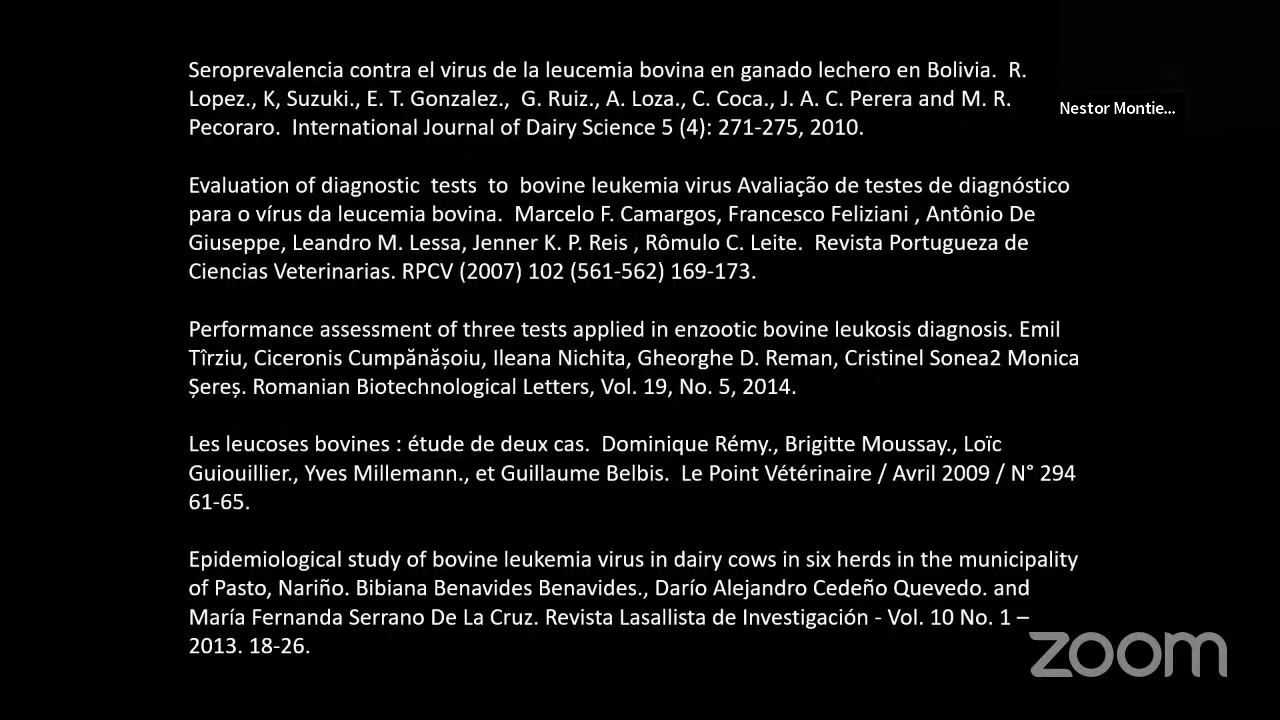 Seroprevalencia contra el virus de la leucemia bovina en ganado lechero en Bolivia. R.
Lopez., K, Suzuki., E. T. Gonzalez., G. Ruiz., A. Loza., C. Coca., J. A. C. Perera and M. R.
Pecoraro. International Journal of Dairy Science 5 (4): 271-275, 2010.
Nestor Montie...
Evaluation of diagnostic tests to bovine leukemia virus Avaliação de testes de diagnóstico
para o vírus da leucemia bovina. Marcelo F. Camargos, Francesco Feliziani , Antônio De
Giuseppe, Leandro M. Lessa, Jenner K. P. Reis , Rômulo C. Leite. Revista Portugueza de
Ciencias Veterinarias. RPCV (2007) 102 (561-562) 169-173.
Performance assessment of three tests applied in enzootic bovine leukosis diagnosis. Emil
Tîrziu, Ciceronis Cumpănășoiu, Ileana Nichita, Gheorghe D. Reman, Cristinel Sonea2 Monica
Șereș. Romanian Biotechnological Letters, Vol. 19, No. 5, 2014.
Les leucoses bovines : étude de deux cas. Dominique Rémy., Brigitte Moussay., Loïc
Guiouillier., Yves Millemann., et Guillaume Belbis. Le Point Vétérinaire / Avril 2009 / N° 294
61-65.
Epidemiological study of bovine leukemia virus in dairy cows in six herds in the municipality
of Pasto, Nariño. Bibiana Benavides Benavides., Darío Alejandro Cedeño Quevedo. and
María Fernanda Serrano De La Cruz. Revista Lasallista de Investigación - Vol. 10 No. 1 –
2013. 18-26.
zoom